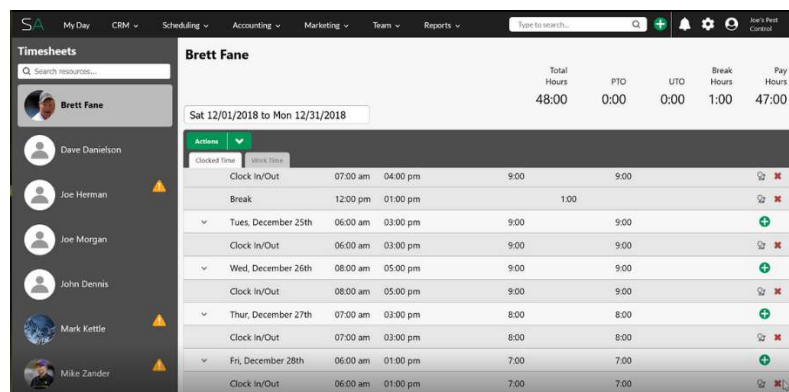 SA My Day CRM Scheduling Accounting Marketing Team Reports Type to search... Joe's Pest Control
Timesheets
Search resources...
Brett Fane
Dave Danielson
Joe Herman
Joe Morgan
John Dennis
Mark Kettle
Mike Zander
Brett Fane
Total Hours PTO UTO Break Hours Pay Hours
48:00 0:00 0:00 1:00 47:00
Sat 12/01/2018 to Mon 12/31/2018
Actions
Clocked Time Work Time
Clock In/Out 07:00 am 04:00 pm 9:00 9:00
Break 12:00 pm 01:00 pm 1:00
Tues, December 25th 06:00 am 03:00 pm 9:00 9:00
Clock In/Out 06:00 am 03:00 pm 9:00 9:00
Wed, December 26th 08:00 am 05:00 pm 9:00 9:00
Clock In/Out 08:00 am 05:00 pm 9:00 9:00
Thur, December 27th 07:00 am 03:00 pm 8:00 8:00
Clock In/Out 07:00 am 03:00 pm 8:00 8:00
Fri, December 28th 06:00 am 01:00 pm 7:00 7:00
Clock In/Out 06:00 am 01:00 pm 7:00 7:00